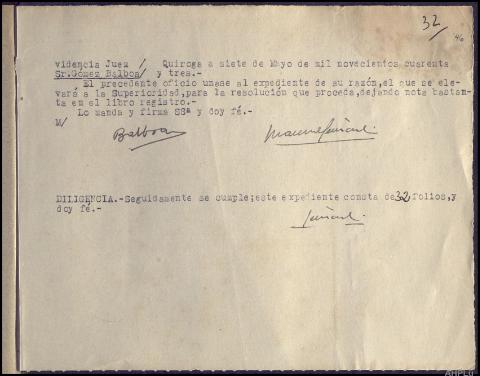 32
46
videncia Juez / Quiroga a siete de Mayo de mil novecientos cuarenta
Sr.Gómez Balboa/ y tres.-
El precedente oficio unase al expediente de su razón,el que se ele-
vará a la Superioridad,para la resolución que proceda,dejando nota bastan-
te en el libro registro.-
Lo manda y firma SSª y doy fé.-
M/
Balboa
DILIGENCIA.-Seguidamente se cumple;este expediente consta de 32 folios,y
doy fé.-
AHPLU